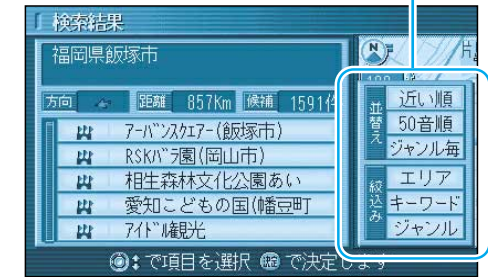 検索結果
福岡県飯塚市
N
片
方向 距離 857Km 候補 1591件
アーバンスクエアー(飯塚市)
RSKバラ園(岡山市)
相生森林文化公園あい
愛知こどもの国(幡豆町
アイドル観光
並替え
近い順
50音順
ジャンル毎
絞込み
エリア
キーワード
ジャンル
で項目を選択 決定 で決定します